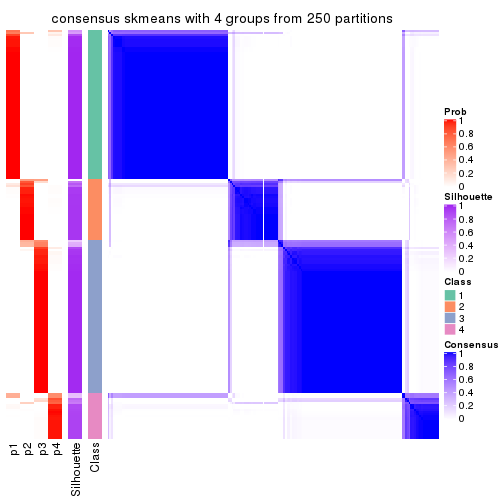 consensus skmeans with 4 groups from 250 partitions
Prob
1
0.8
0.6
0.4
0.2
0
Silhouette
1
0.8
0.6
0.4
0.2
0
Class
1
2
3
4
Consensus
1
0.8
0.6
0.4
0.2
0
p1
p2
p3
p4
Silhouette
Class